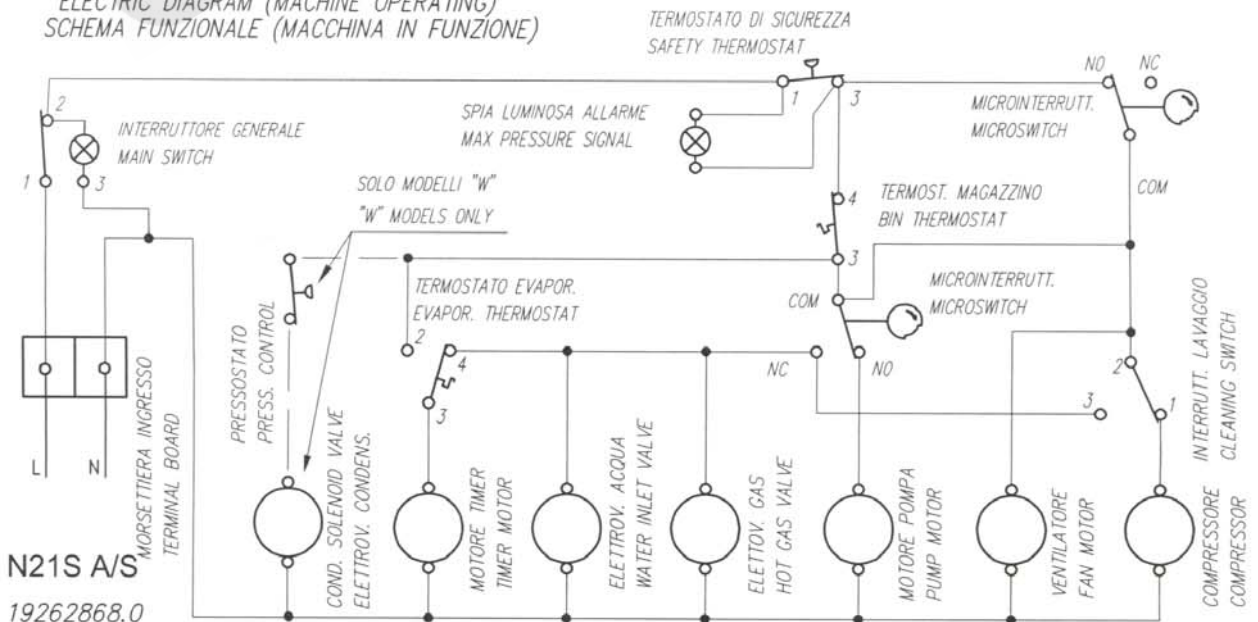 ELECTRIC DIAGRAM (MACHINE OPERATING)
SCHEMA FUNZIONALE (MACCHINA IN FUNZIONE)
TERMOSTATO DI SICUREZZA
SAFETY THERMOSTAT
NO
NC
2
1
3
INTERRUTTORE GENERALE
MAIN SWITCH
SPIA LUMINOSA ALLARME
MAX PRESSURE SIGNAL
MICROINTERRUTT.
MICROSWITCH
1
3
SOLO MODELLI "W"
"W" MODELS ONLY
4
TERMOST. MAGAZZINO
BIN THERMOSTAT
COM
3
TERMOSTATO EVAPOR.
EVAPOR. THERMOSTAT
COM
MICROINTERRUTT.
MICROSWITCH
2
4
3
NC
NO
2
3
1
PRESSOSTATO
PRESS. CONTROL
INTERRUTT. LAVAGGIO
CLEANING SWITCH
L
N
MORSETTIERA INGRESSO
TERMINAL BOARD
COND. SOLENOID VALVE
ELETTROV. CONDENS.
MOTORE TIMER
TIMER MOTOR
ELETTROV. ACQUA
WATER INLET VALVE
ELETTOV. GAS
HOT GAS VALVE
MOTORE POMPA
PUMP MOTOR
VENTILATORE
FAN MOTOR
COMPRESSORE
COMPRESSOR
N21S A/S
19262868.0